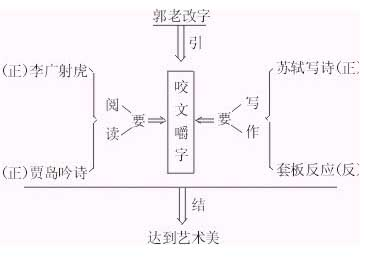 郭老改字
引
(正)李广射虎
苏轼写诗(正)
阅读
要
咬文嚼字
要
写作
(正)贾岛吟诗
套板反应(反)
结
达到艺术美